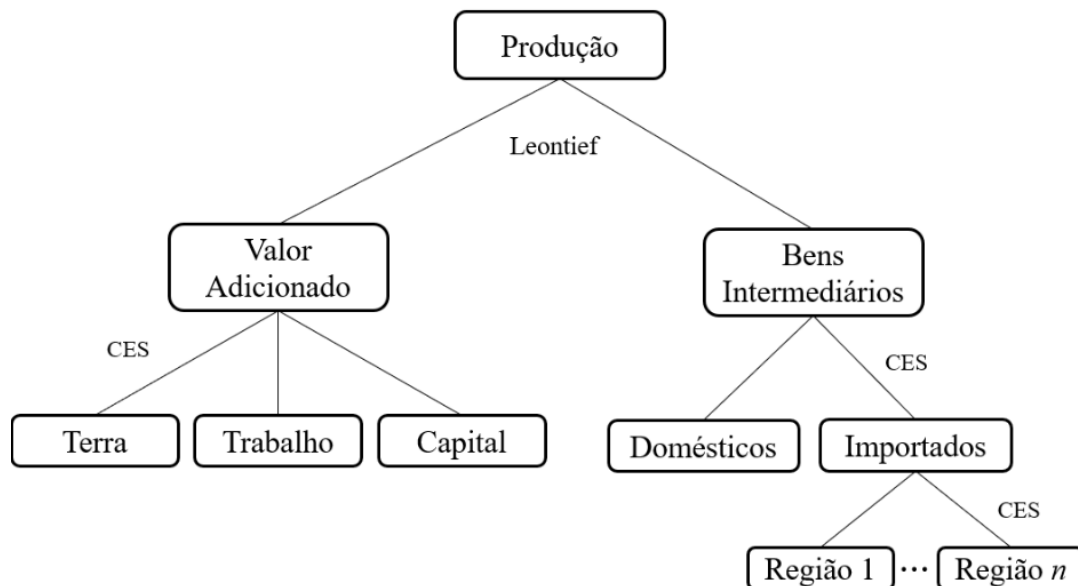 Produção
Leontief
Valor
Adicionado
Bens
Intermediários
CES
CES
Terra
Trabalho
Capital
Domésticos
Importados
CES
Região 1
...
Região n